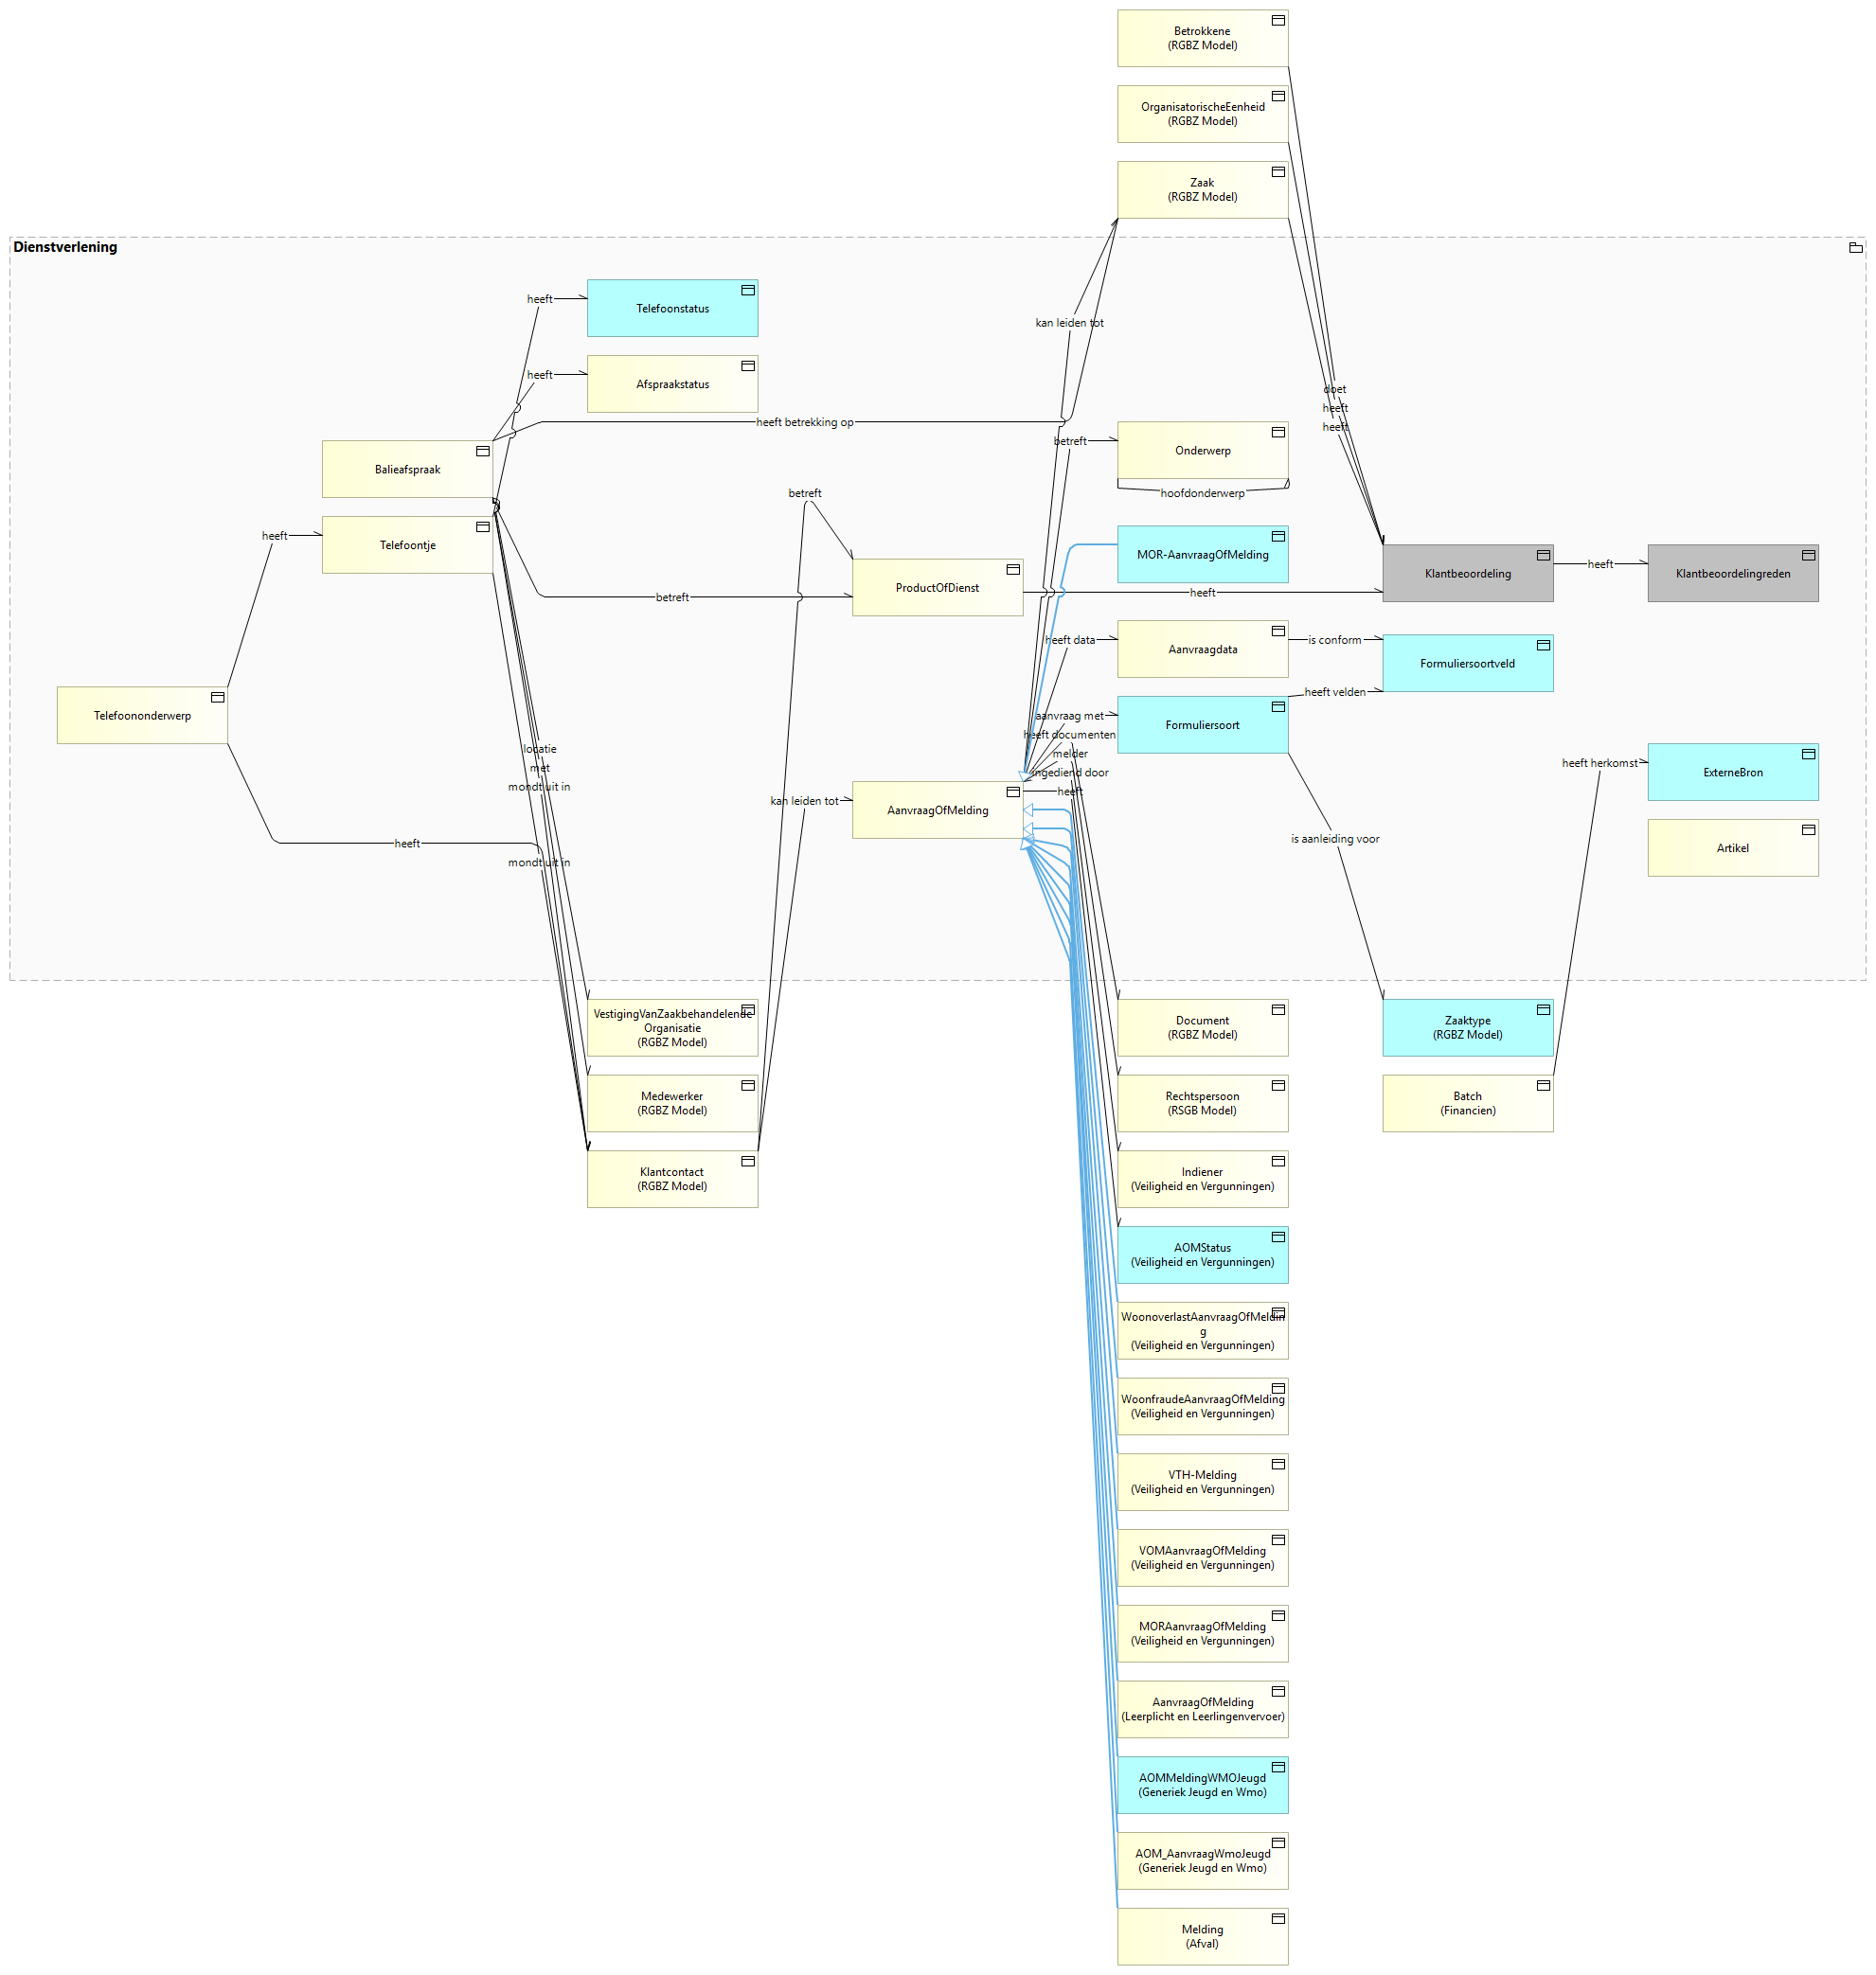 Betrokkene
(RGBZ Model)
OrganisatorischeEenheid
(RGBZ Model)
Zaak
(RGBZ Model)
Dienstverlening
heeft
Telefoonstatus
kan leiden tot
heeft
Afspraakstatus
doet
heeft
heeft
heeft betrekking op
Balieafspraak
betreft
Onderwerp
hoofdonderwerp
betreft
heeft
Telefoontje
MOR-AanvraagOfMelding
Klantbeoordeling
heeft
Klantbeoordelingreden
ProductOfDienst
betreft
heeft
heeft data
Aanvraagdata
is conform
Formuliersoortveld
heeft velden
Telefoononderwerp
aanvraag met
Formuliersoort
heeft documenten
melder
ingediend door
heeft
locatie
met
mondt uit in
heeft herkomst
ExterneBron
kan leiden tot
AanvraagOfMelding
is aanleiding voor
Artikel
heeft
mondt uit in
VestigingVanZaakbehandelende
Organisatie
(RGBZ Model)
Document
(RGBZ Model)
Zaaktype
(RGBZ Model)
Medewerker
(RGBZ Model)
Rechtspersoon
(RSGB Model)
Batch
(Financien)
Klantcontact
(RGBZ Model)
Indiener
(Veiligheid en Vergunningen)
AOMStatus
(Veiligheid en Vergunningen)
WoonoverlastAanvraagOfMeldin
g
(Veiligheid en Vergunningen)
WoonfraudeAanvraagOfMelding
(Veiligheid en Vergunningen)
VTH-Melding
(Veiligheid en Vergunningen)
VOMAanvraagOfMelding
(Veiligheid en Vergunningen)
MORAanvraagOfMelding
(Veiligheid en Vergunningen)
AanvraagOfMelding
(Leerplicht en Leerlingenvervoer)
AOMMeldingWMOJeugd
(Generiek Jeugd en Wmo)
AOM_AanvraagWmoJeugd
(Generiek Jeugd en Wmo)
Melding
(Afval)